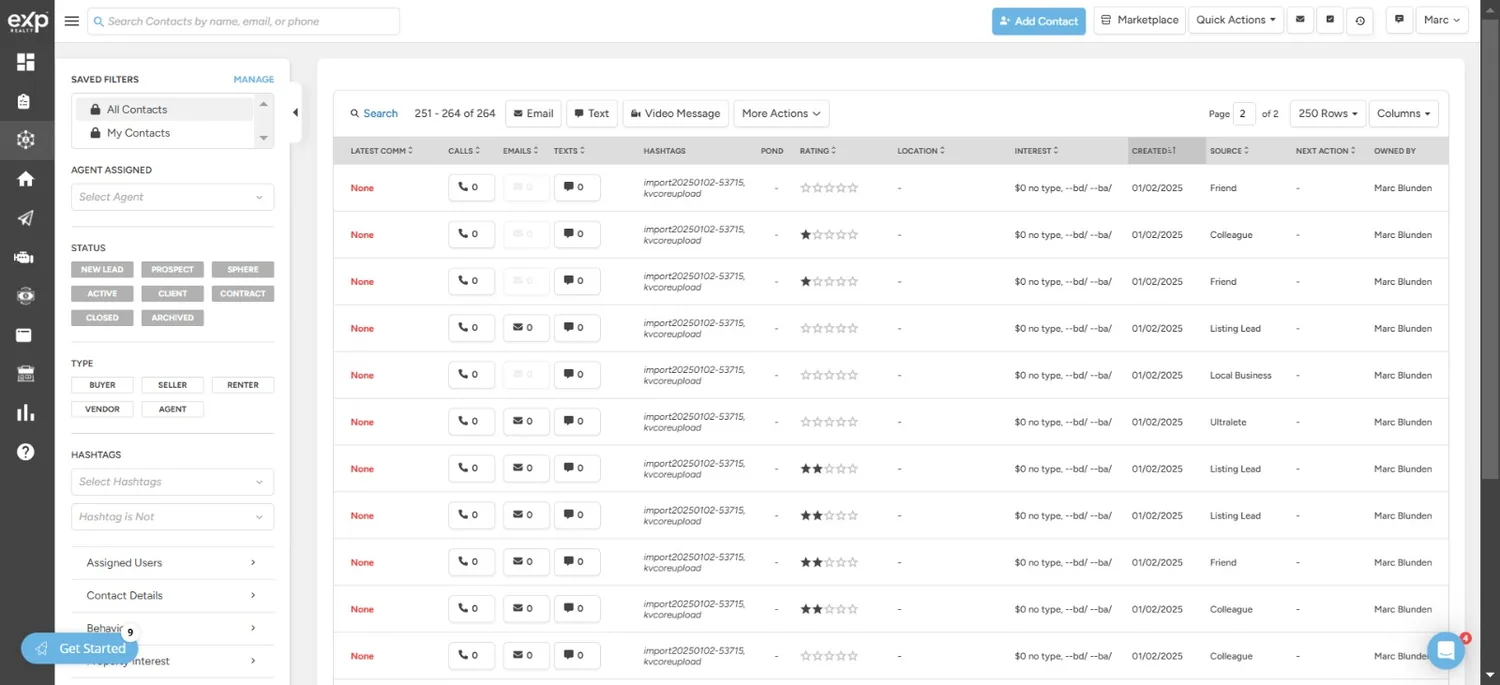 eXp
REALTY
Search Contacts by name, email, or phone
Add Contact
Marketplace
Quick Actions
Marc
SAVED FILTERS MANAGE
All Contacts
My Contacts
AGENT ASSIGNED
Select Agent
STATUS
NEW LEAD PROSPECT SPHERE
ACTIVE CLIENT CONTRACT
CLOSED ARCHIVED
TYPE
BUYER SELLER RENTER
VENDOR AGENT
HASHTAGS
Select Hashtags
Hashtag is Not
Assigned Users
Contact Details
9
Get Started
Search 251 - 264 of 264 Email Text Video Message More Actions Page 2 of 2 250 Rows Columns
LATEST COMM CALLS EMAILS TEXTS HASHTAGS POND RATING LOCATION INTEREST CREATED SOURCE NEXT ACTION OWNED BY
None 0 0 0 import20250102-53715, kvcoreupload - - $0 no type, --bd/ --ba/ 01/02/2025 Friend - Marc Blunden
None 0 0 0 import20250102-53715, kvcoreupload - - $0 no type, --bd/ --ba/ 01/02/2025 Colleague - Marc Blunden
None 0 0 0 import20250102-53715, kvcoreupload - - $0 no type, --bd/ --ba/ 01/02/2025 Friend - Marc Blunden
None 0 0 0 import20250102-53715, kvcoreupload - - $0 no type, --bd/ --ba/ 01/02/2025 Listing Lead - Marc Blunden
None 0 0 0 import20250102-53715, kvcoreupload - - $0 no type, --bd/ --ba/ 01/02/2025 Local Business - Marc Blunden
None 0 0 0 import20250102-53715, kvcoreupload - - $0 no type, --bd/ --ba/ 01/02/2025 Ultralete - Marc Blunden
None 0 0 0 import20250102-53715, kvcoreupload - - $0 no type, --bd/ --ba/ 01/02/2025 Listing Lead - Marc Blunden
None 0 0 0 import20250102-53715, kvcoreupload - - $0 no type, --bd/ --ba/ 01/02/2025 Listing Lead - Marc Blunden
None 0 0 0 import20250102-53715, kvcoreupload - - $0 no type, --bd/ --ba/ 01/02/2025 Friend - Marc Blunden
None 0 0 0 import20250102-53715, kvcoreupload - - $0 no type, --bd/ --ba/ 01/02/2025 Colleague - Marc Blunden
None 0 0 0 import20250102-53715, kvcoreupload - - $0 no type, --bd/ --ba/ 01/02/2025 Colleague - Marc
4